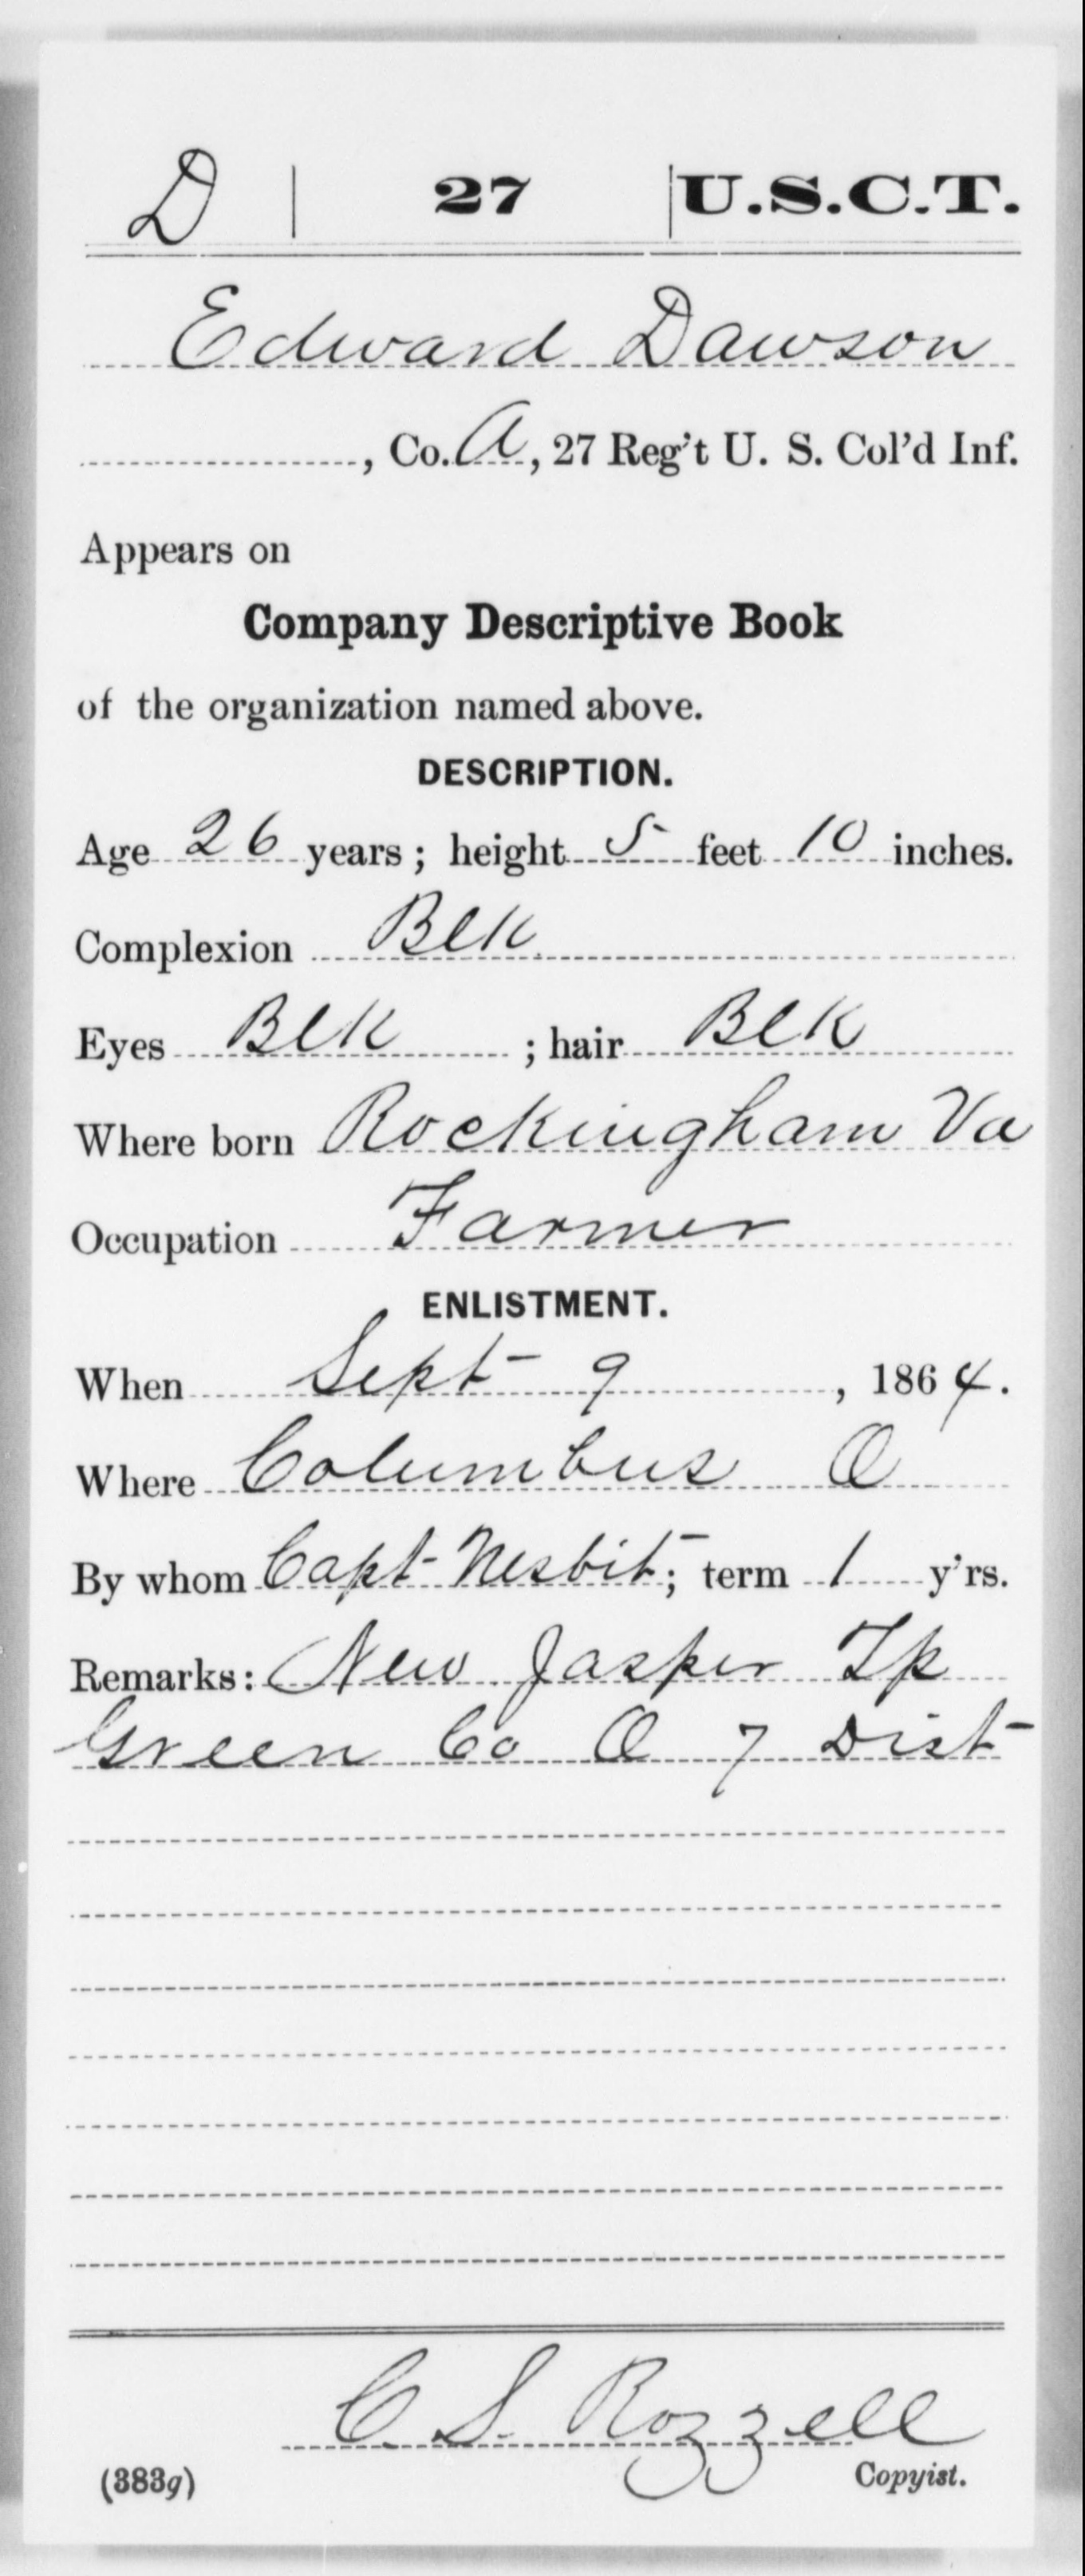 D | 27 | U.S.C.T.
Edward Dawson
, Co. A, 27 Reg't U. S. Col'd Inf.
Appears on
Company Descriptive Book
of the organization named above.
DESCRIPTION.
Age 26 years; height 5 feet 10 inches.
Complexion Blk.
Eyes Blk ; hair Blk
Where born Rockingham Va
Occupation Farmer
ENLISTMENT.
When Sept 9, 1864.
Where Columbus O
By whom Capt Nesbit; term 1 y'rs.
Remarks: New Jasper Tp
Green Co O 7 Dist
C. S. Rozzell
(383g) Copyist.